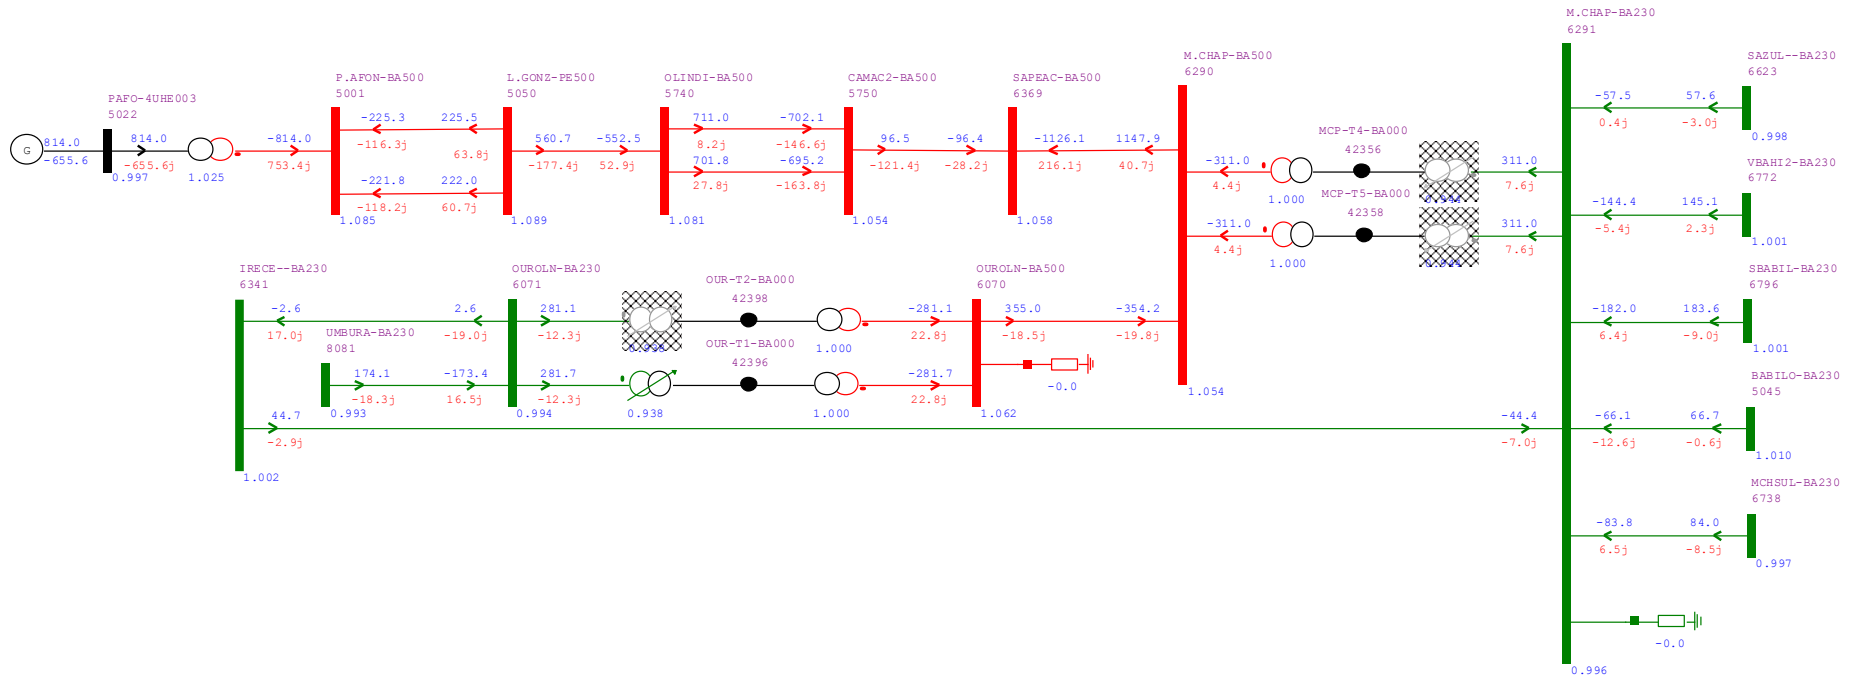 M.CHAP-BA230
6291
SAZUL--BA230
6623
M.CHAP-BA500
6290
P.AFON-BA500
5001
L.GONZ-PE500
5050
OLINDI-BA500
5740
CAMAC2-BA500
5750
SAPEAC-BA500
6369
PAFO-4UHE003
5022
-57.5 57.6
0.4j -3.0j
0.998
-225.3 225.5
-116.3j
711.0 -702.1
8.2j -146.6j
G
814.0
-655.6
814.0
-655.6j
0.997
1.025
-814.0
753.4j
63.8j
560.7 -552.5
-177.4j 52.9j
701.8 -695.2
27.8j -163.8j
96.5 -96.4
-121.4j -28.2j
-1126.1 1147.9
216.1j 40.7j
MCP-T4-BA000
42356
-311.0
4.4j
1.000
311.0
7.6j
VBAHI2-BA230
6772
-221.8 222.0
-118.2j 60.7j
1.085
1.089
1.081
1.054
1.058
MCP-T5-BA000
42358
-311.0
4.4j
1.000
311.0
7.6j
-144.4 145.1
-5.4j 2.3j
1.001
IRECE--BA230
6341
OUROLN-BA230
6071
OUR-T2-BA000
42398
OUROLN-BA500
6070
SBABIL-BA230
6796
-2.6 2.6
17.0j -19.0j
281.1
-12.3j
1.000
-281.1
22.8j
355.0 -354.2
-18.5j -19.8j
-182.0 183.6
6.4j -9.0j
1.001
UMBURA-BA230
8081
OUR-T1-BA000
42396
174.1 -173.4
-18.3j 16.5j
0.993
281.7
-12.3j
0.994
0.938
1.000
-281.7
22.8j
1.062
-0.0
1.054
BABILO-BA230
5045
44.7
-2.9j
1.002
-44.4
-7.0j
-66.1 66.7
-12.6j -0.6j
1.010
MCHSUL-BA230
6738
-83.8 84.0
6.5j -8.5j
0.997
-0.0
0.996